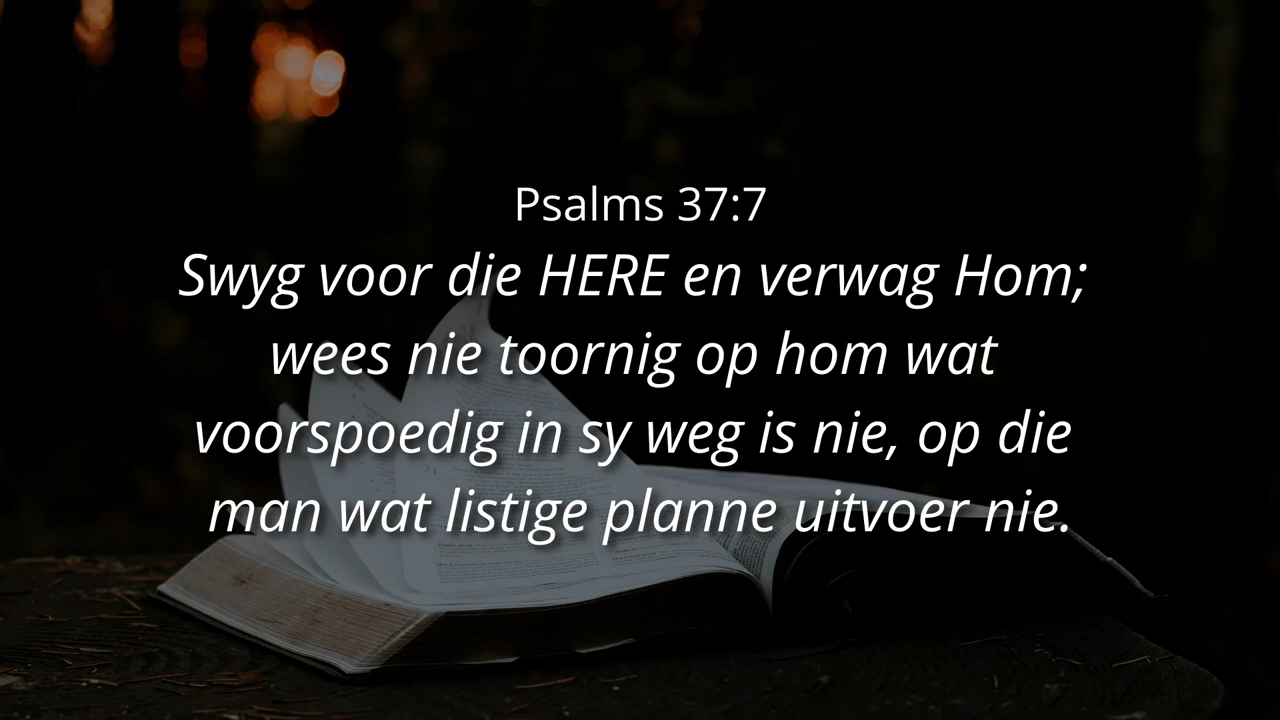 Psalms 37:7
Swyg voor die HERE en verwag Hom;
wees nie toornig op hom wat
voorspoedig in sy weg is nie, op die
man wat listige planne uitvoer nie.